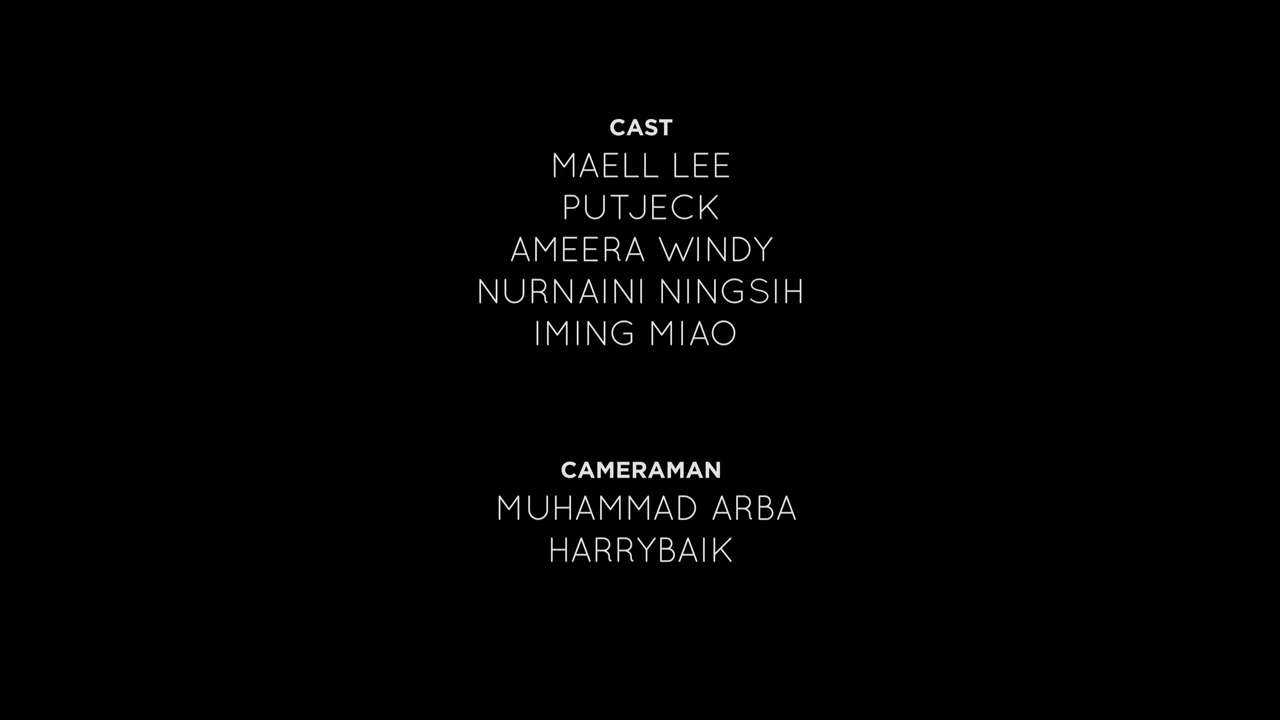 CAST
MAELL LEE
PUTJECK
AMEERA WINDY
NURNAINI NINGSIH
IMING MIAO
CAMERAMAN
MUHAMMAD ARBA
HARRYBAIK